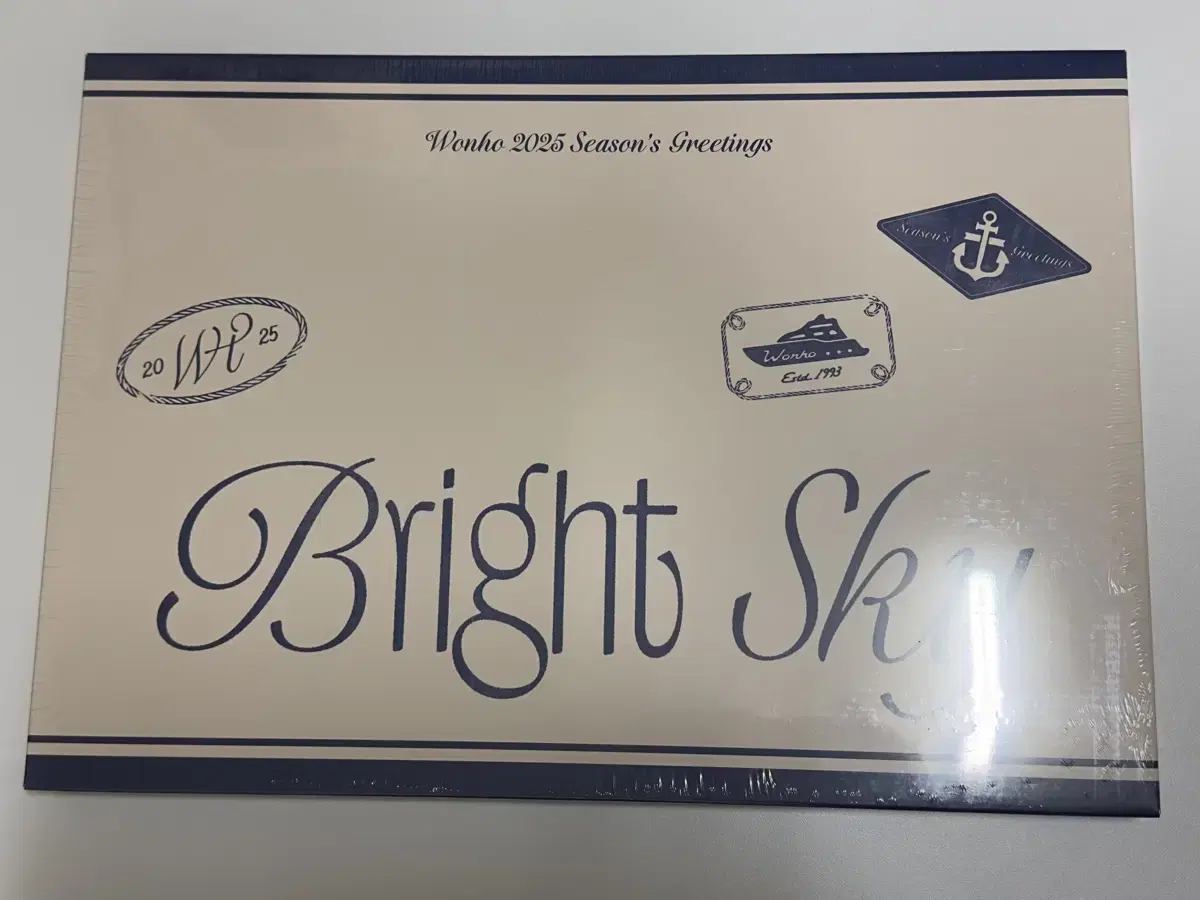 Wonho 2025 Season's Greetings
Season's Greetings
20 WH 25
Wonho
Estd. 1993
Bright Sky